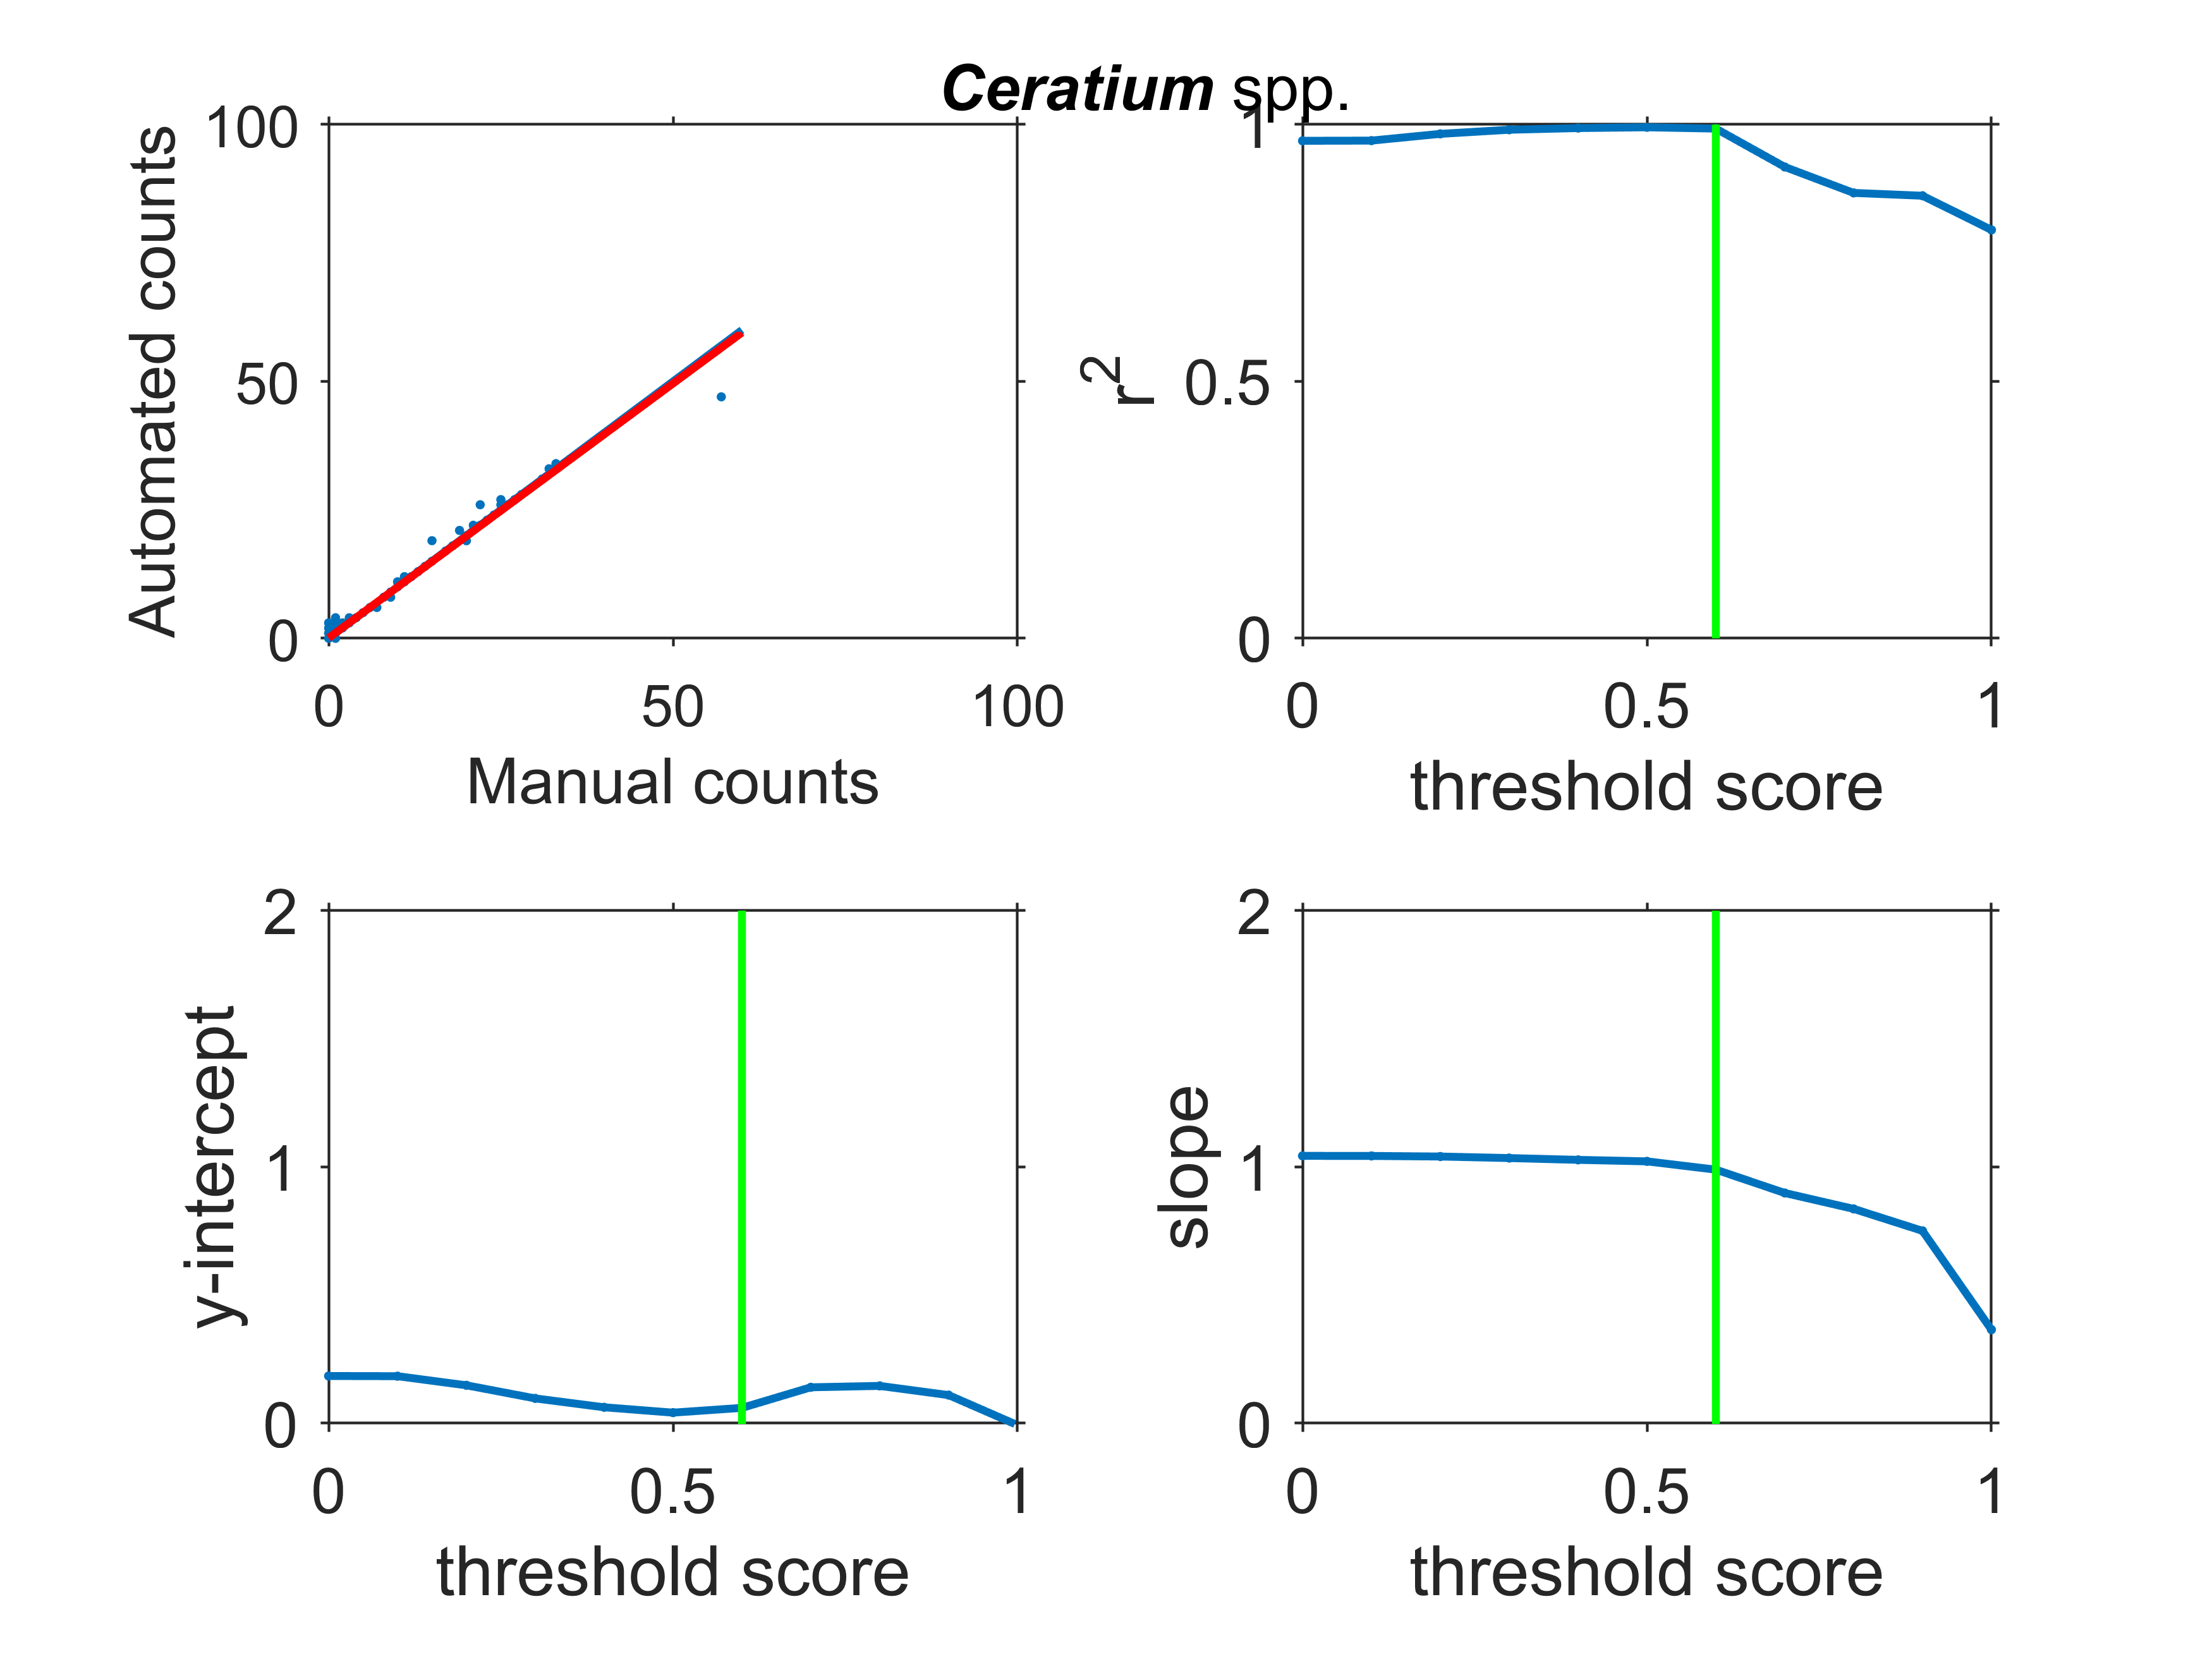 Ceratium spp.
100
50
0
Automated counts
0 50 100
Manual counts
1
0.5
0
r2
0 0.5 1
threshold score
2
1
0
y-intercept
0 0.5 1
threshold score
2
1
0
slope
0 0.5 1
threshold score